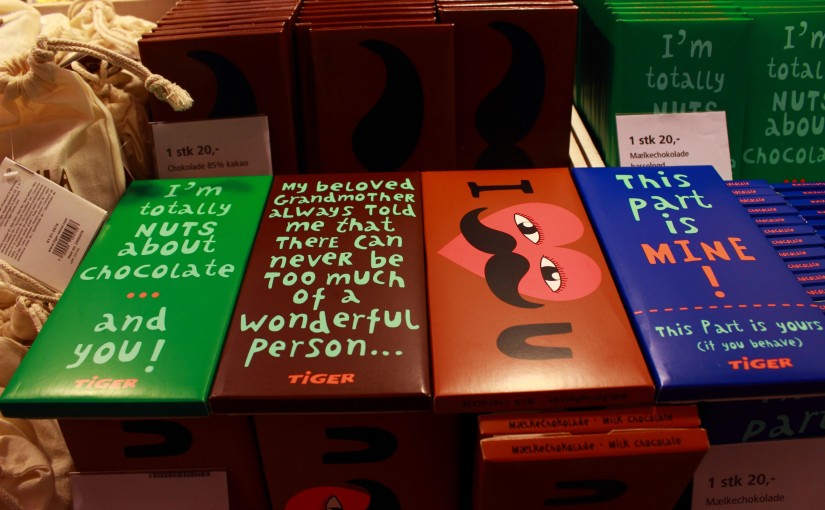 1 stk 20,-
Chokolade 85% kakao
I'm
totally
NUTS
I'm
totally
NUTS
about
chocola
1 stk 20,-
Mælkechokolade
I'm
totally
NUTS
about
chocolate
...
and
you!
TiGER
My beloved
Grandmother
always told
me that
There can
never be
Too much
of a
wonderful
person...
TiGER
I
U
This
part
is
MINE
!
This Part is yours
(if you behave)
TiGER
Mælkechokolade · Milk chocolate
Mælkechokolade · Milk chocolate
U
U
1 stk 20,-
Mælkechokolade